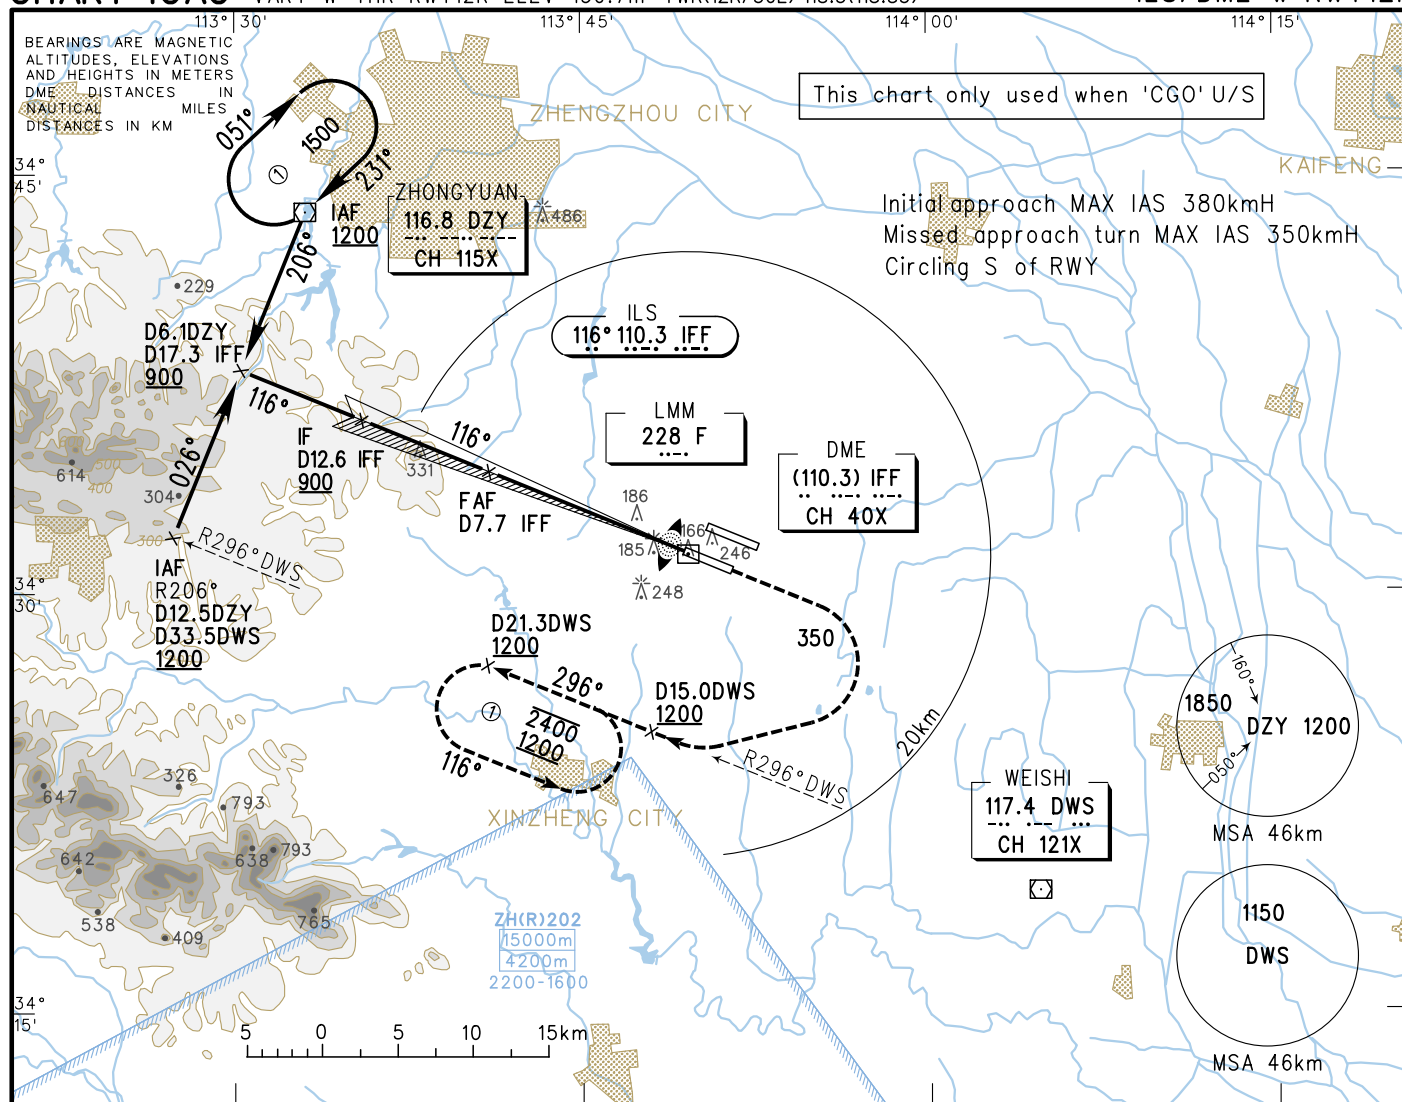 113°30'
113°45'
114°00'
114°15'
BEARINGS ARE MAGNETIC
ALTITUDES, ELEVATIONS
AND HEIGHTS IN METERS
DME DISTANCES IN
NAUTICAL MILES
DISTANCES IN KM
This chart only used when 'CGO' U/S
ZHENGZHOU CITY
KAIFENG
051°
1500
1
231°
34°
45'
IAF
1200
ZHONGYUAN
116.8 DZY
CH 115X
486
Initial approach MAX IAS 380kmH
Missed approach turn MAX IAS 350kmH
Circling S of RWY
206°
229
D6.1DZY
D17.3 IFF
900
ILS
116° 110.3 IFF
116°
116°
LMM
228 F
IF
D12.6 IFF
900
331
FAF
D7.7 IFF
DME
(110.3) IFF
CH 40X
026°
614
500
400
304
300
186
185
166
246
248
R296°DWS
34°
30'
IAF
R206°
D12.5DZY
D33.5DWS
1200
D21.3DWS
1200
350
296°
D15.0DWS
1200
1
2400
1200
116°
R296°DWS
20km
160°
1850
DZY 1200
050°
MSA 46km
XINZHENG CITY
WEISHI
117.4 DWS
CH 121X
647
326
793
642
638
793
538
409
765
ZH(R)202
15000m
4200m
2200-1600
1150
DWS
MSA 46km
34°
15'
5 0 5 10 15km